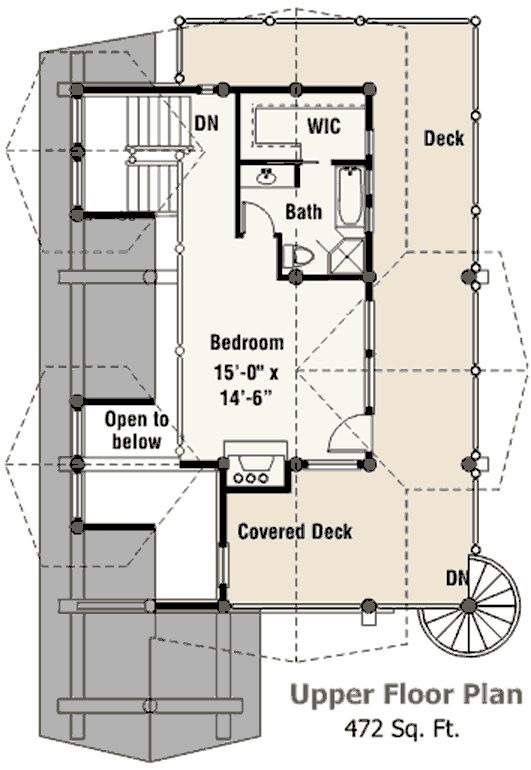 DN
WIC
Deck
Bath
Bedroom
15'-0" x
14'-6"
Open to
below
Covered Deck
DN
Upper Floor Plan
472 Sq. Ft.